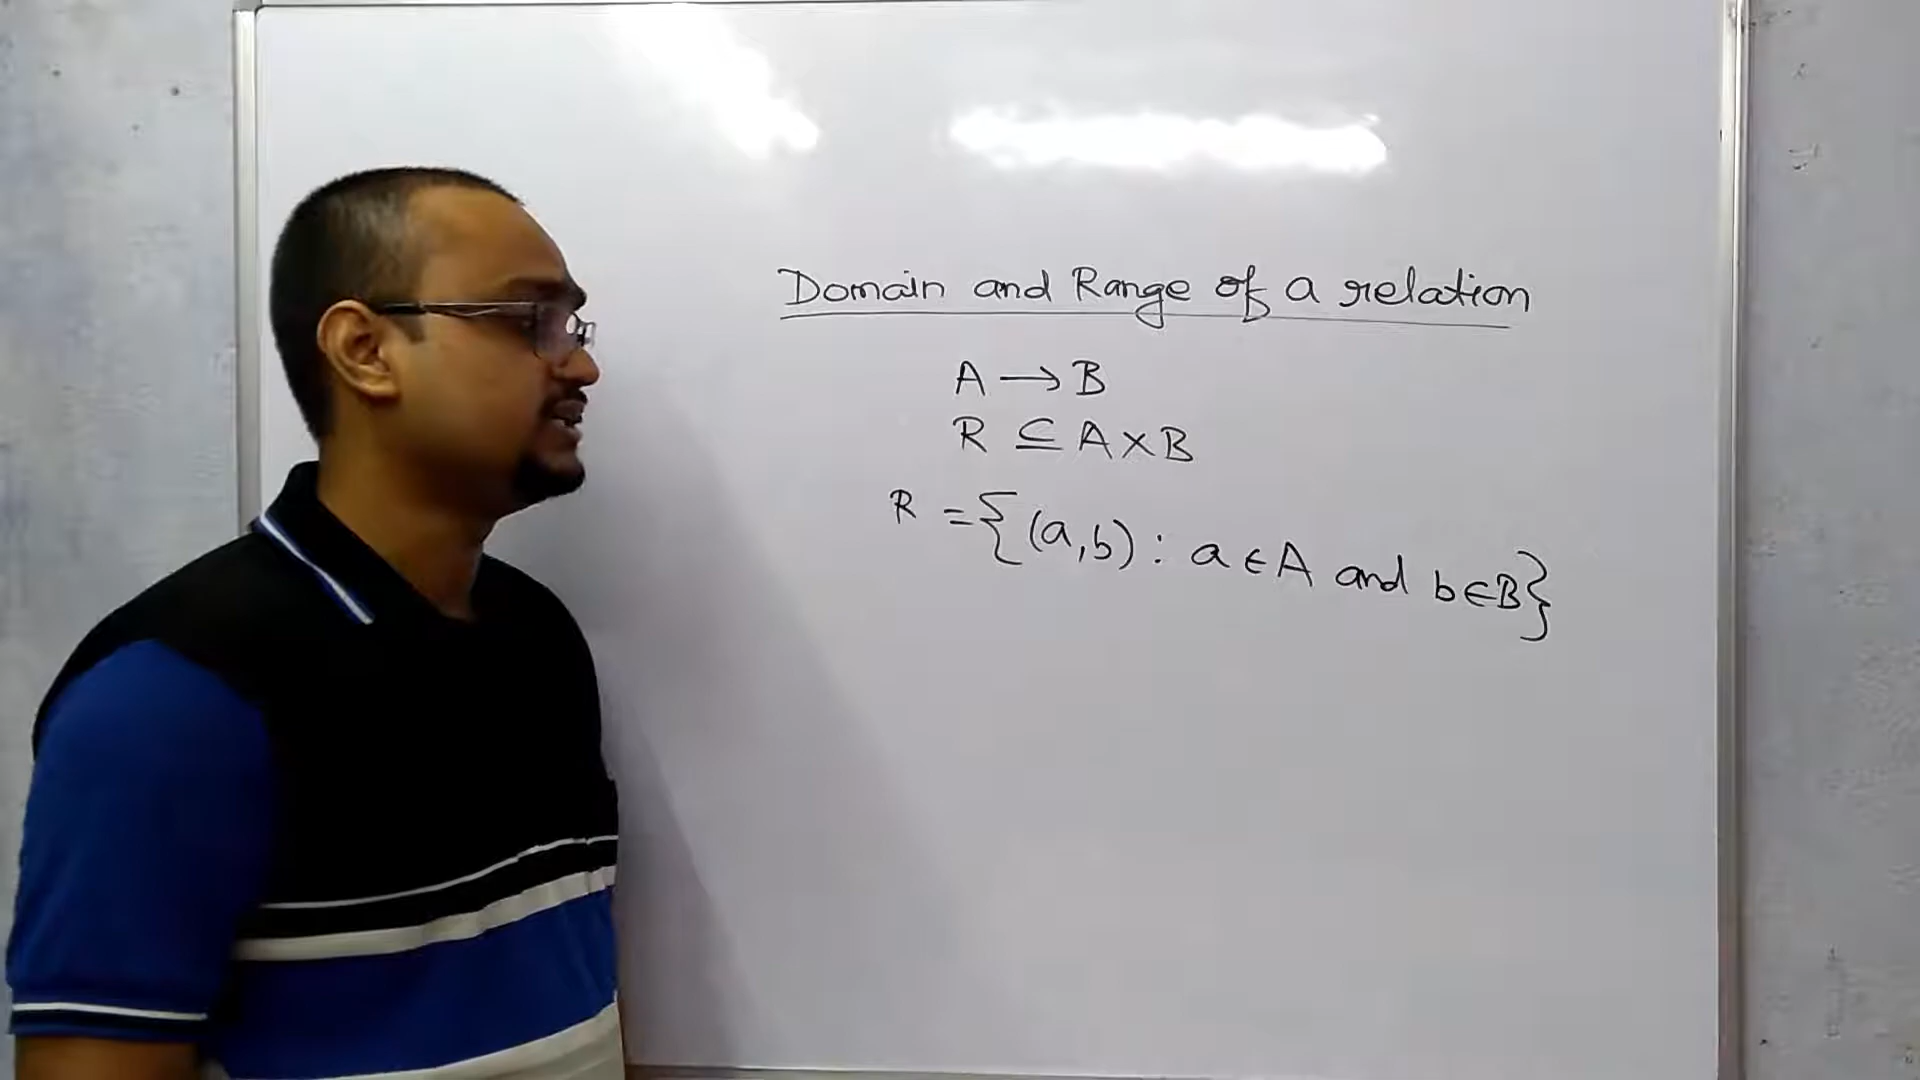 Domain and Range of a relation
A → B
R ⊆ A × B
R = {(a,b) : a ∈ A and b ∈ B}